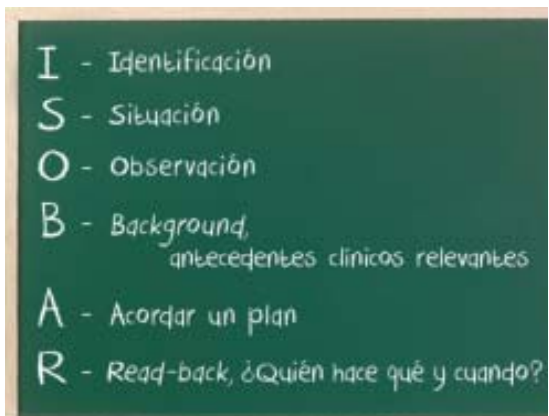 I - Identificación
S - Situación
O - Observación
B - Background,
antecedentes clínicos relevantes
A - Acordar un plan
R - Read-back, ¿Quién hace qué y cuando?